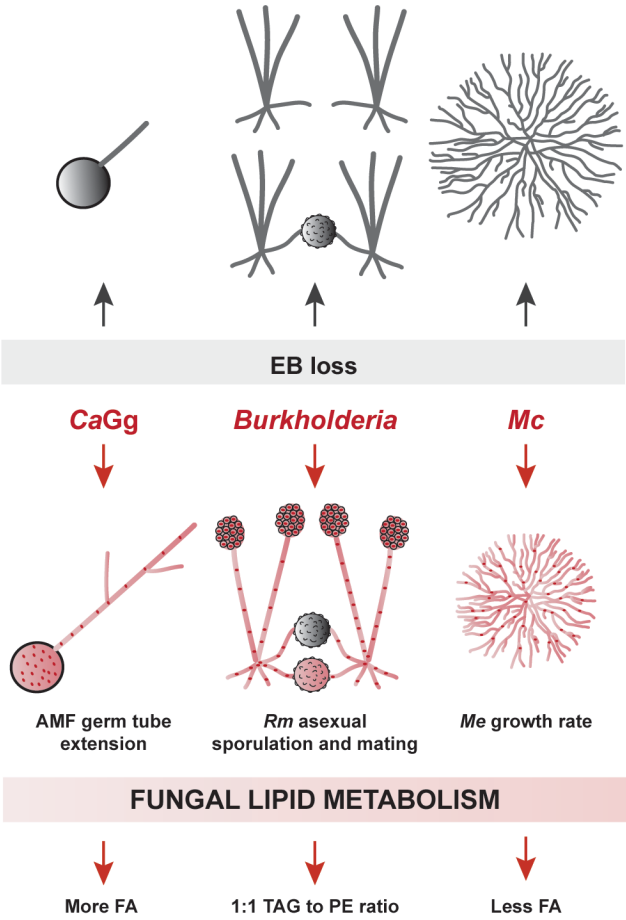 EB loss
CaGg Burkholderia Mc
AMF germ tube
extension
Rm asexual
sporulation and mating
Me growth rate
FUNGAL LIPID METABOLISM
More FA 1:1 TAG to PE ratio Less FA